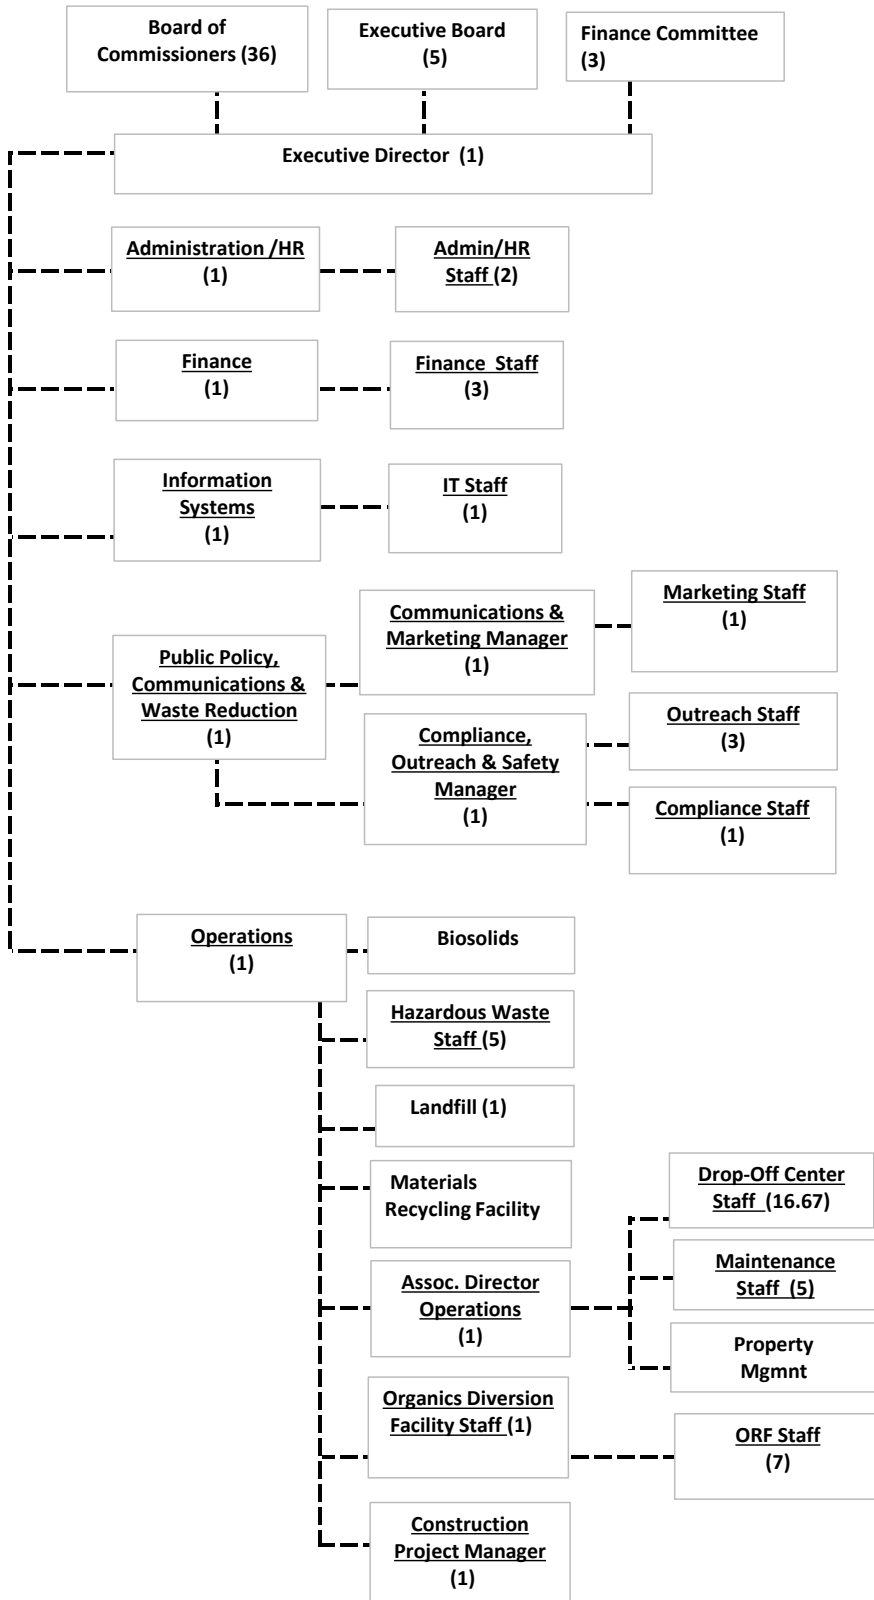 Board of
Commissioners (36)
Executive Board
(5)
Finance Committee
(3)
Executive Director (1)
Administration /HR
(1)
Admin/HR
Staff (2)
Finance
(1)
Finance Staff
(3)
Information
Systems
(1)
IT Staff
(1)
Public Policy,
Communications &
Waste Reduction
(1)
Communications &
Marketing Manager
(1)
Marketing Staff
(1)
Compliance,
Outreach & Safety
Manager
(1)
Outreach Staff
(3)
Compliance Staff
(1)
Operations
(1)
Biosolids
Hazardous Waste
Staff (5)
Landfill (1)
Materials
Recycling Facility
Assoc. Director
Operations
(1)
Drop-Off Center
Staff (16.67)
Maintenance
Staff (5)
Property
Mgmnt
Organics Diversion
Facility Staff (1)
ORF Staff
(7)
Construction
Project Manager
(1)